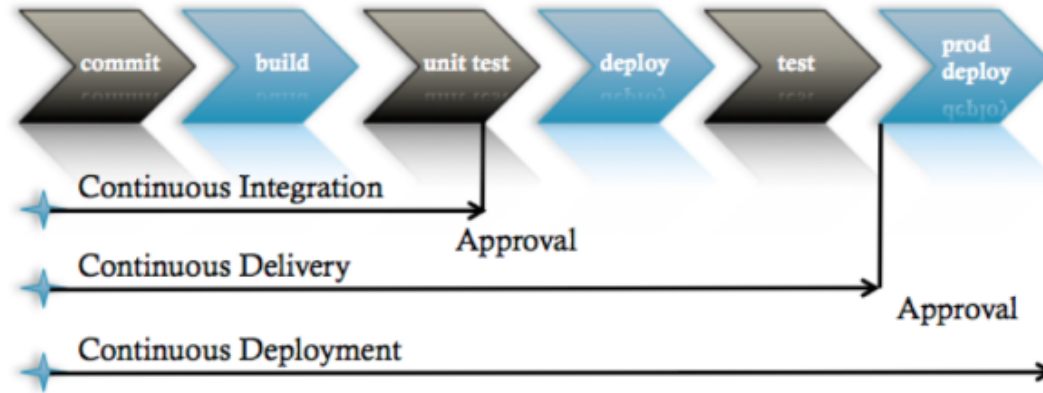 commit
build
unit test
deploy
test
prod
deploy
Continuous Integration
Approval
Continuous Delivery
Approval
Continuous Deployment